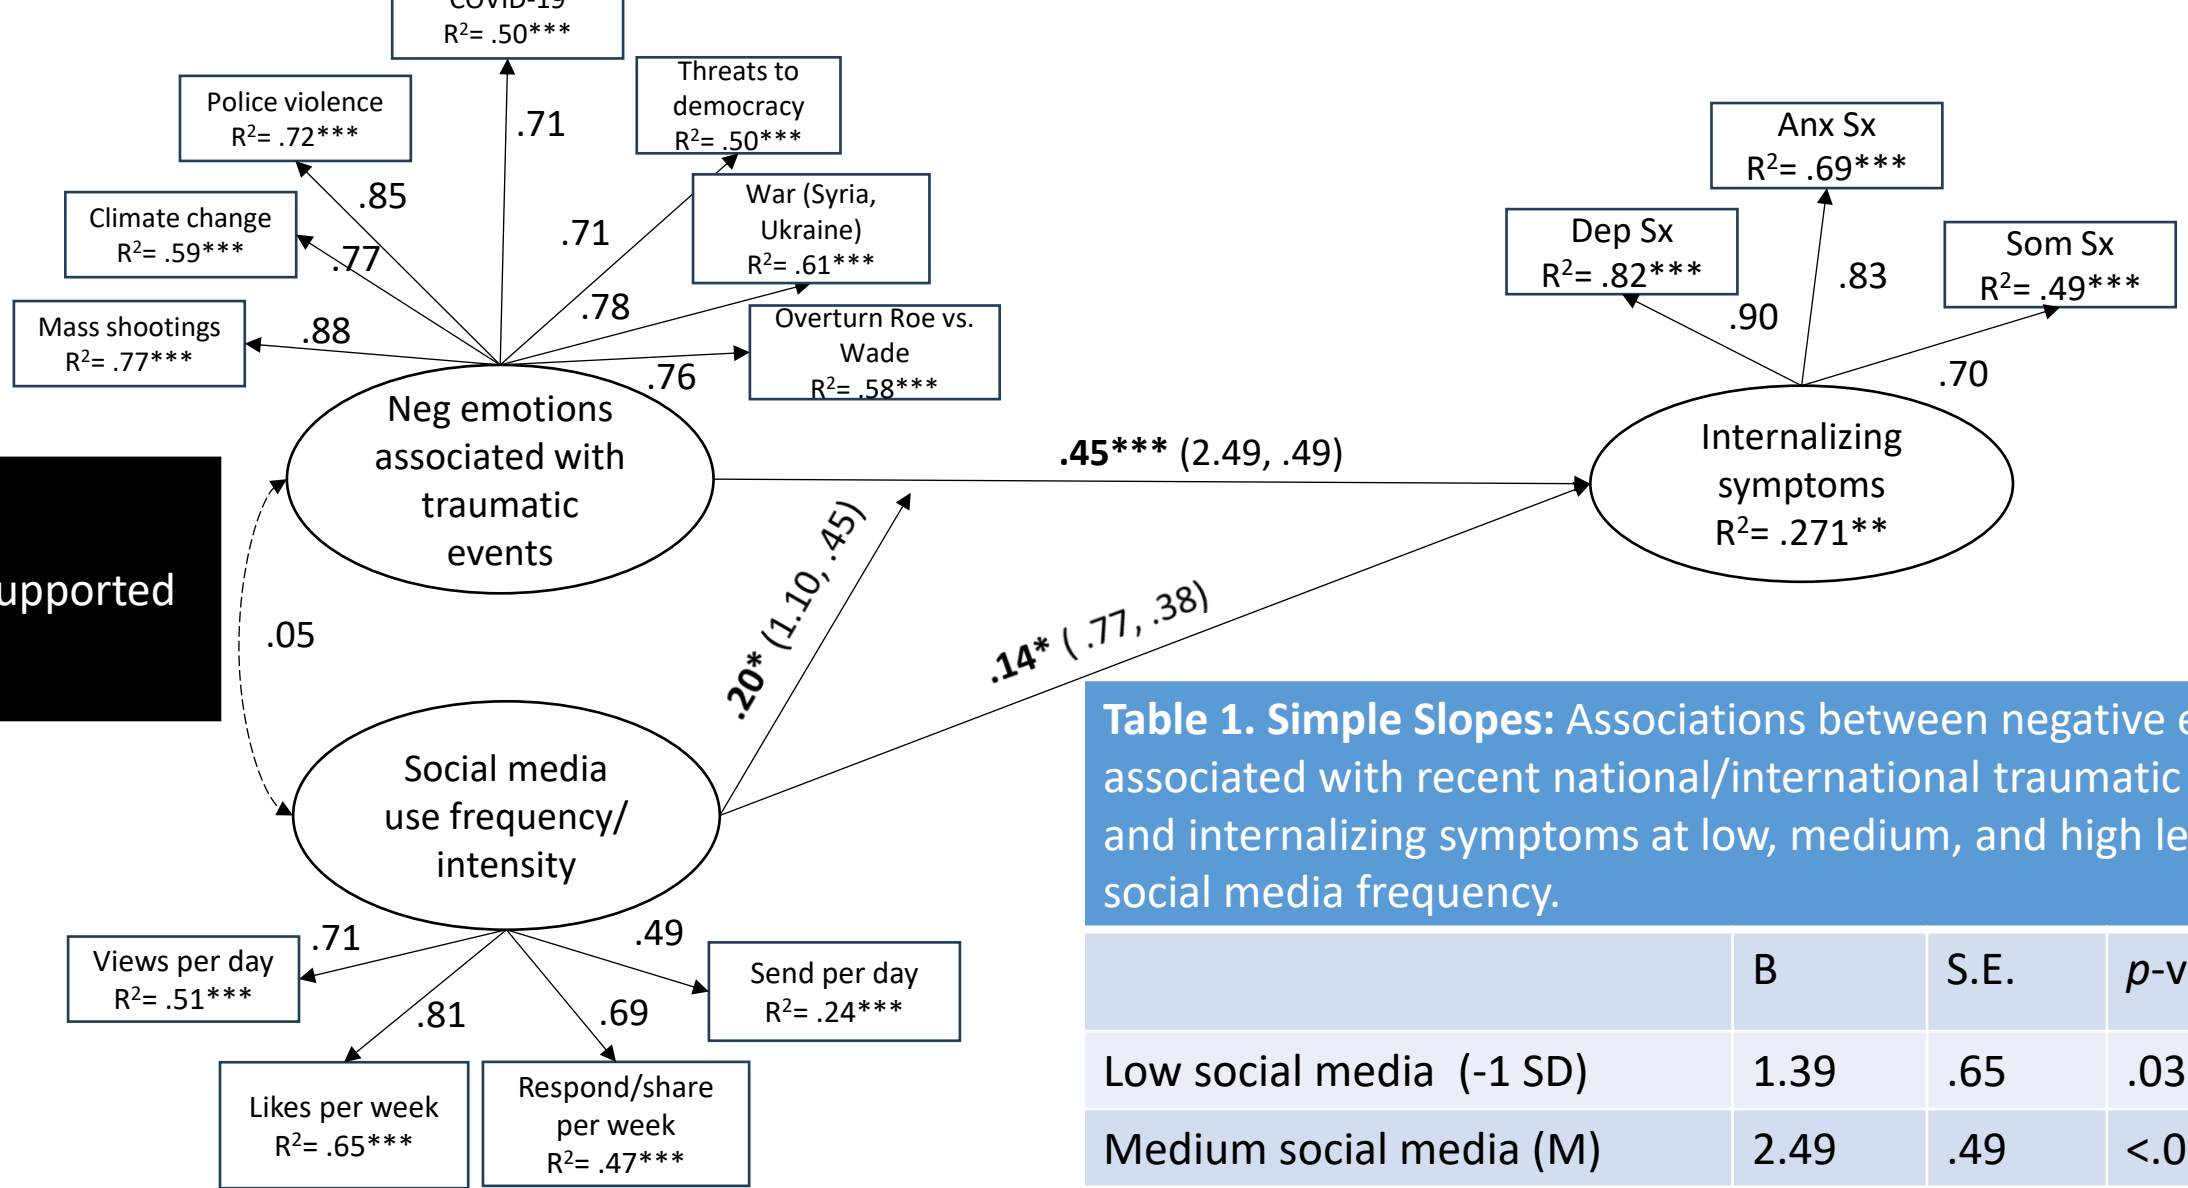 COVID-19
R²= .50***
Threats to
democracy
R²= .50***
Police violence
R²= .72***
.71
Anx Sx
R²= .69***
.85
War (Syria,
Ukraine)
R²= .61***
Climate change
R²= .59***
.77
.71
Dep Sx
R²= .82***
.83
Som Sx
R²= .49***
.78
.90
Mass shootings
R²= .77***
.88
Overturn Roe vs.
Wade
R²= .58***
.76
.70
Neg emotions
associated with
traumatic
events
.45*** (2.49, .49)
Internalizing
symptoms
R²= .271**
upported
.05
.20* (1.10, .45)
.14* ( .77, .38)
Social media
use frequency/
intensity
.71
.49
Views per day
R²= .51***
Send per day
R²= .24***
.81
.69
Likes per week
R²= .65***
Respond/share
per week
R²= .47***
Table 1. Simple Slopes: Associations between negative e
associated with recent national/international traumatic
and internalizing symptoms at low, medium, and high le
social media frequency.
B S.E. p-v
Low social media (-1 SD) 1.39 .65 .03
Medium social media (M) 2.49 .49 <.0